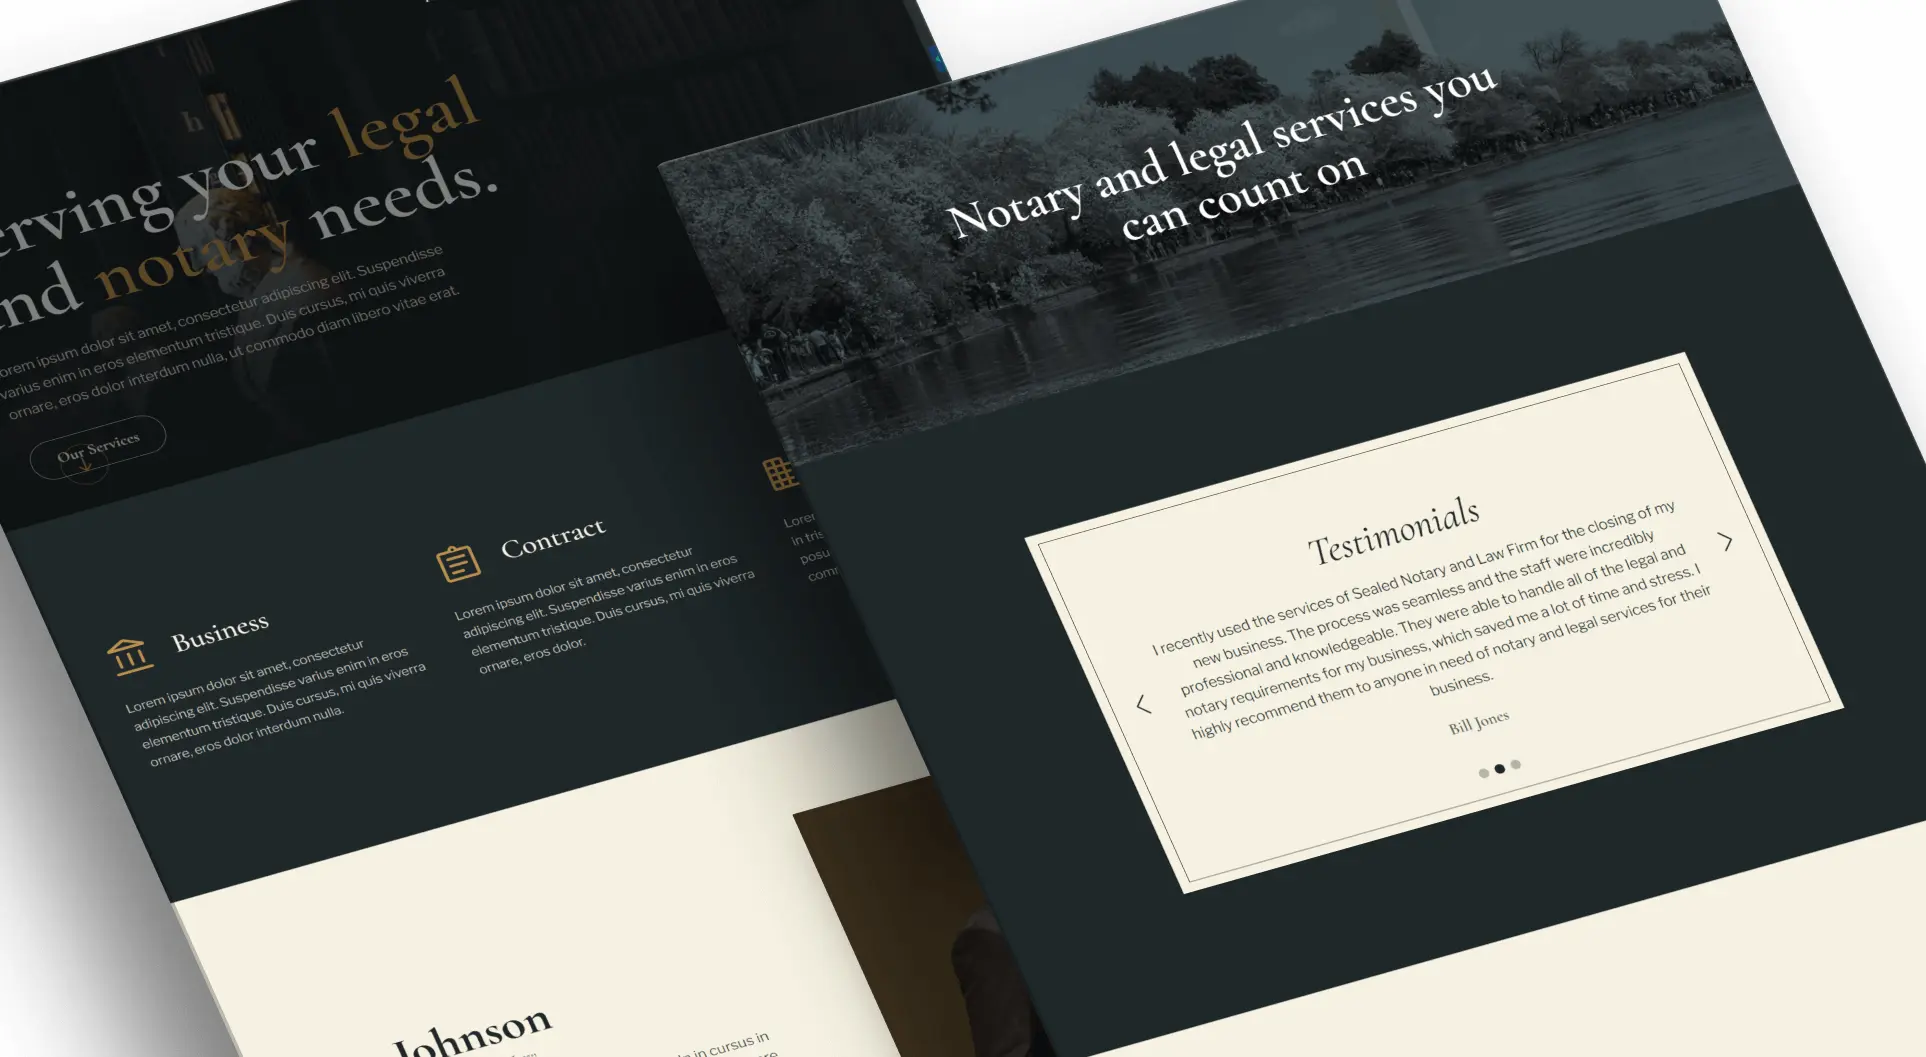 erving your legal
nd notary needs.
orem ipsum dolor sit amet, consectetur adipiscing elit. Suspendisse
varius enim in eros elementum tristique. Duis cursus, mi quis viverra
ornare, eros dolor interdum nulla, ut commodo diam libero vitae erat.
Our Services
Business
Lorem ipsum dolor sit amet, consectetur
adipiscing elit. Suspendisse varius enim in eros
elementum tristique. Duis cursus, mi quis viverra
ornare, eros dolor interdum nulla.
Contract
Lorem ipsum dolor sit amet, consectetur
adipiscing elit. Suspendisse varius enim in eros
elementum tristique. Duis cursus, mi quis viverra
ornare, eros dolor.
Lorer
in tris
posu
comr
Johnson
in cursus in
Notary and legal services you
can count on
Testimonials
I recently used the services of Sealed Notary and Law Firm for the closing of my
new business. The process was seamless and the staff were incredibly
professional and knowledgeable. They were able to handle all of the legal and
notary requirements for my business, which saved me a lot of time and stress. I
highly recommend them to anyone in need of notary and legal services for their
business.
Bill Jones